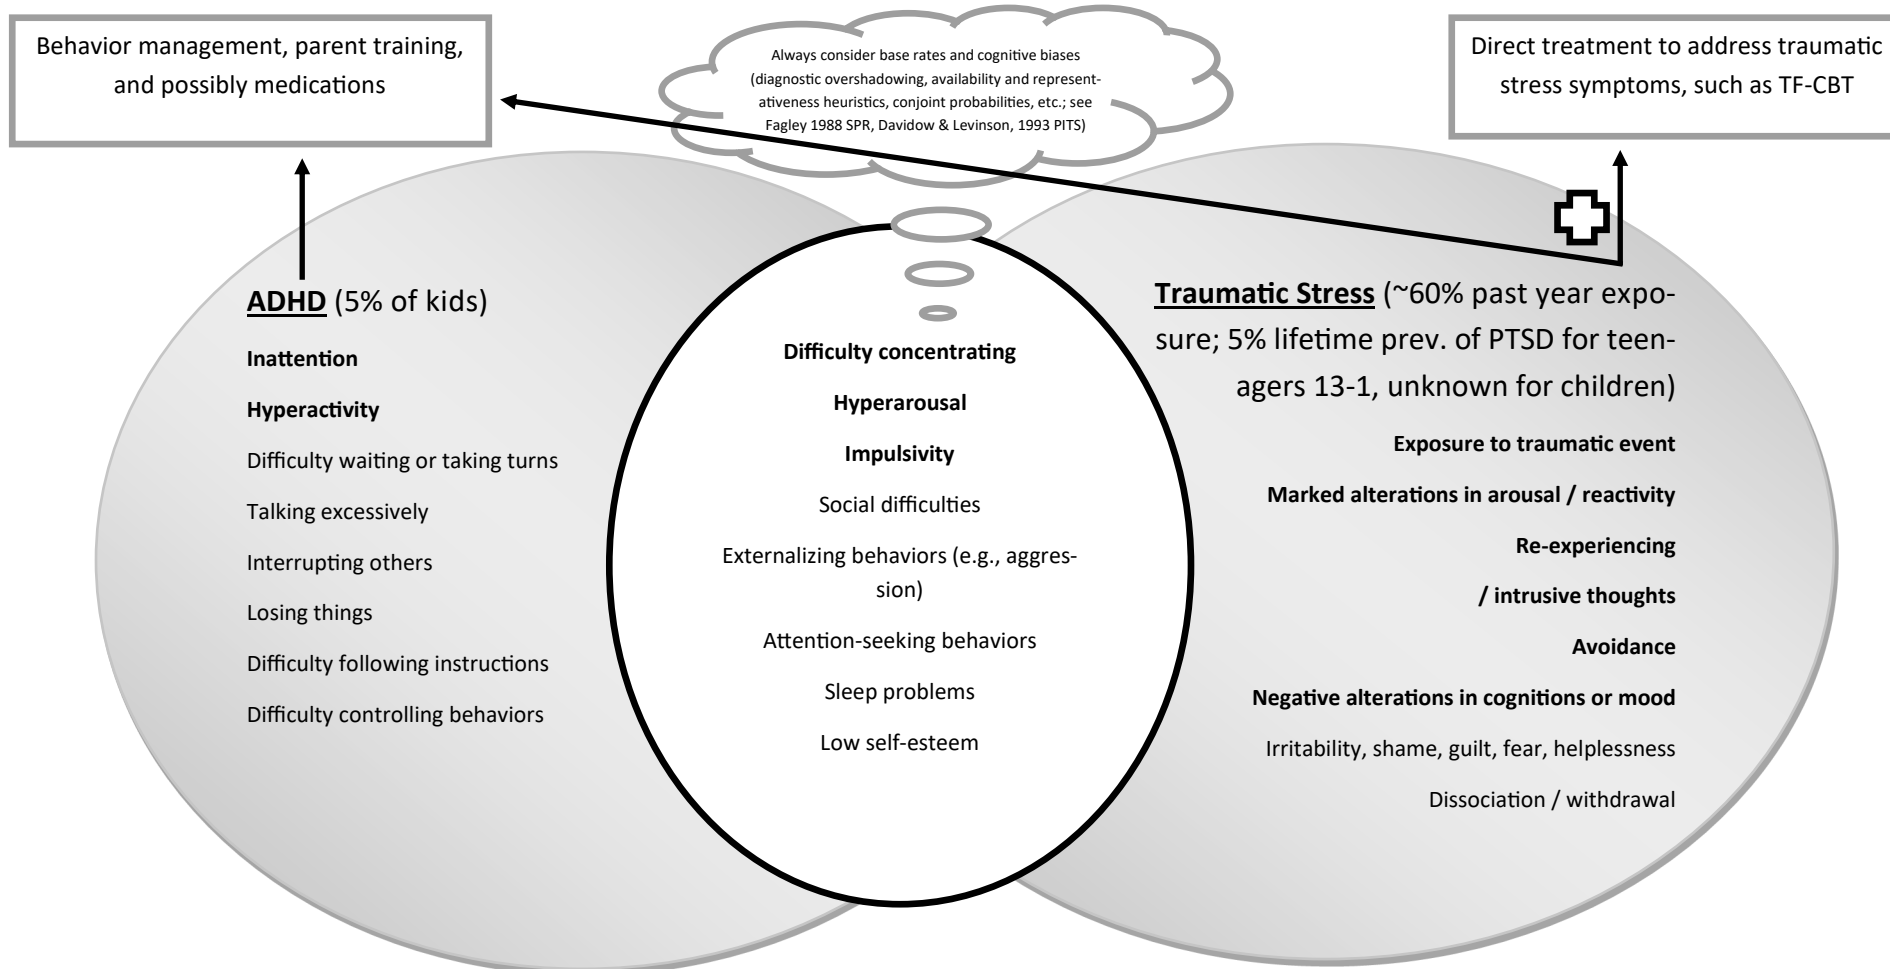 Behavior management, parent training,
and possibly medications
Always consider base rates and cognitive biases
(diagnostic overshadowing, availability and represent-
ativeness heuristics, conjoint probabilities, etc.; see
Fagley 1988 SPR, Davidow & Levinson, 1993 PITS)
Direct treatment to address traumatic
stress symptoms, such as TF-CBT
ADHD (5% of kids)
Inattention
Hyperactivity
Difficulty waiting or taking turns
Talking excessively
Interrupting others
Losing things
Difficulty following instructions
Difficulty controlling behaviors
Difficulty concentrating
Hyperarousal
Impulsivity
Social difficulties
Externalizing behaviors (e.g., aggres-
sion)
Attention-seeking behaviors
Sleep problems
Low self-esteem
Traumatic Stress (~60% past year expo-
sure; 5% lifetime prev. of PTSD for teen-
agers 13-1, unknown for children)
Exposure to traumatic event
Marked alterations in arousal / reactivity
Re-experiencing
/ intrusive thoughts
Avoidance
Negative alterations in cognitions or mood
Irritability, shame, guilt, fear, helplessness
Dissociation / withdrawal